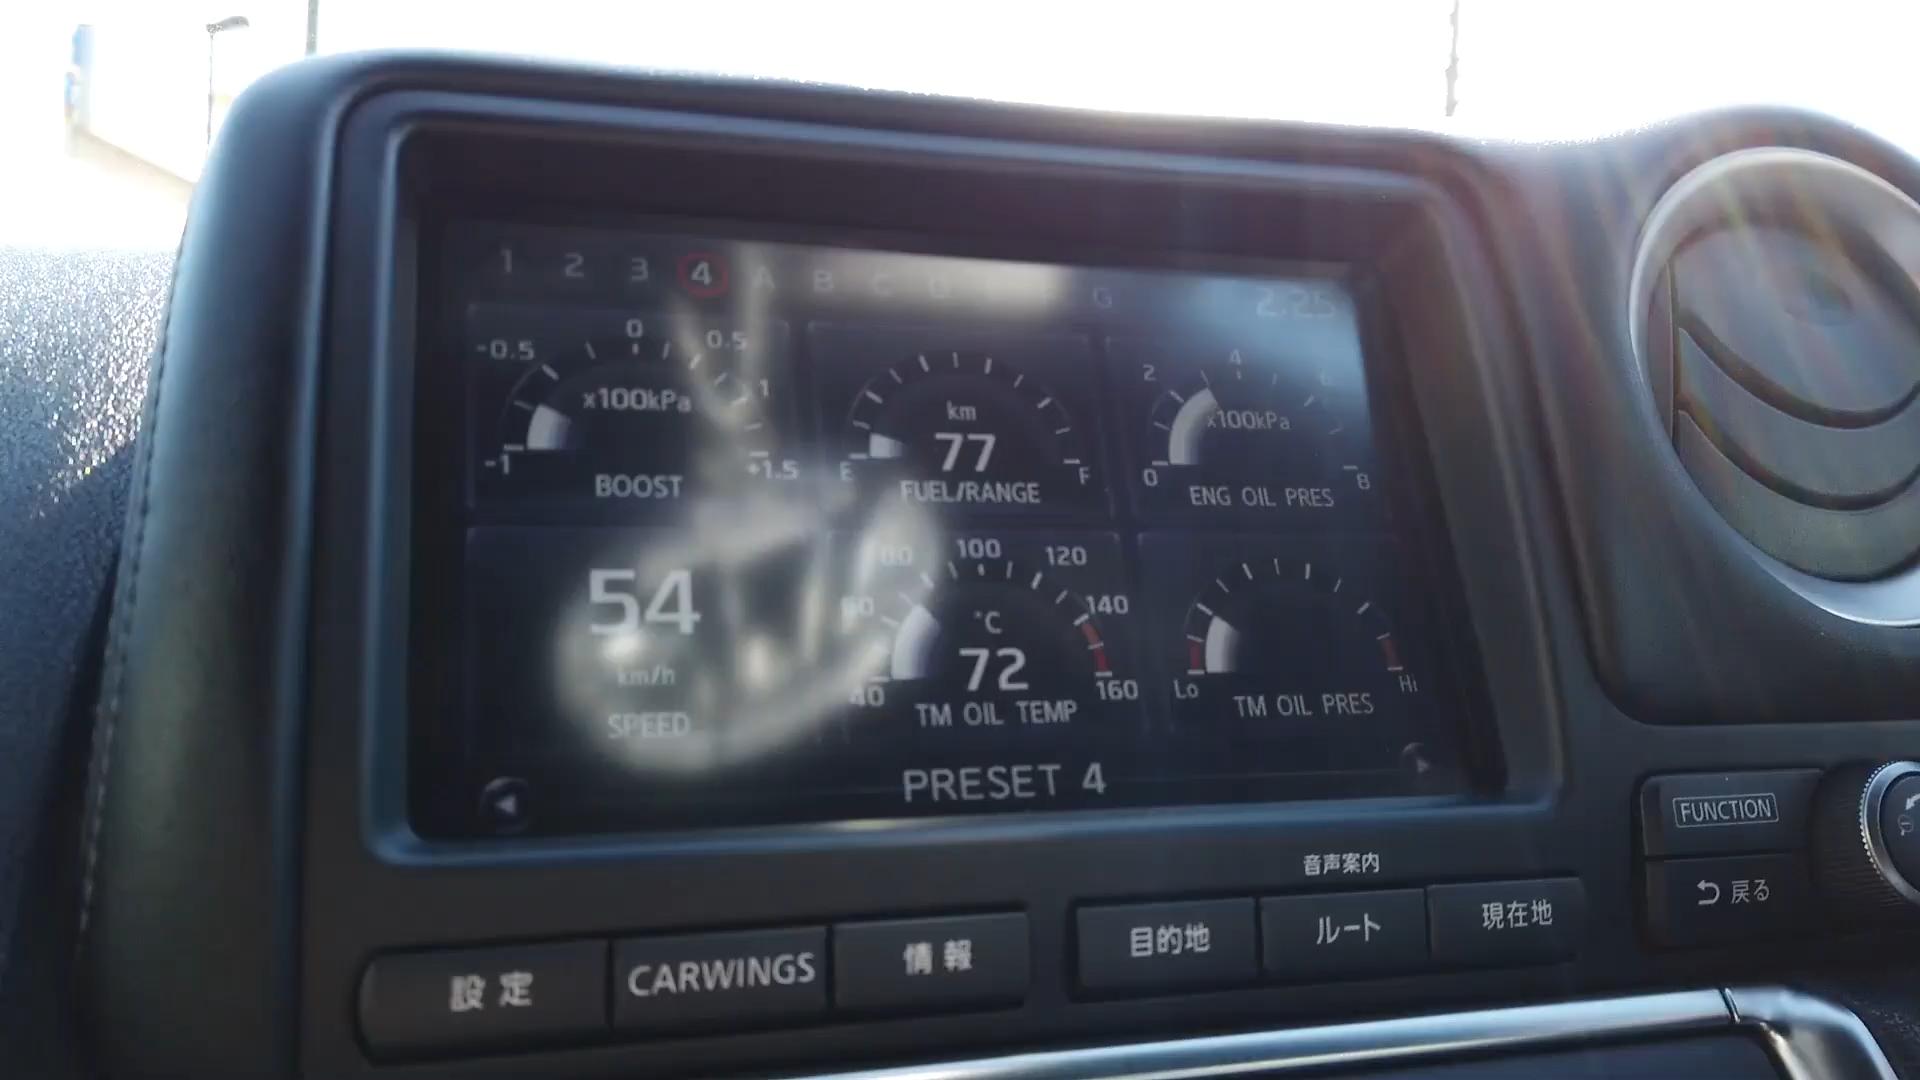 1 2 3 4 A B C D G
2:25
-0.5 0 0.5 1
x100kPa
-1 +1.5
BOOST
km
77
E F
FUEL/RANGE
2 4 6
x100kPa
0 8
ENG OIL PRES
54
km/h
SPEED
40 60 80 100 120 140 160
°C
72
TM OIL TEMP
Lo Hi
TM OIL PRES
PRESET 4
FUNCTION
戻る
音声案内
設定
CARWINGS
情報
目的地
ルート
現在地